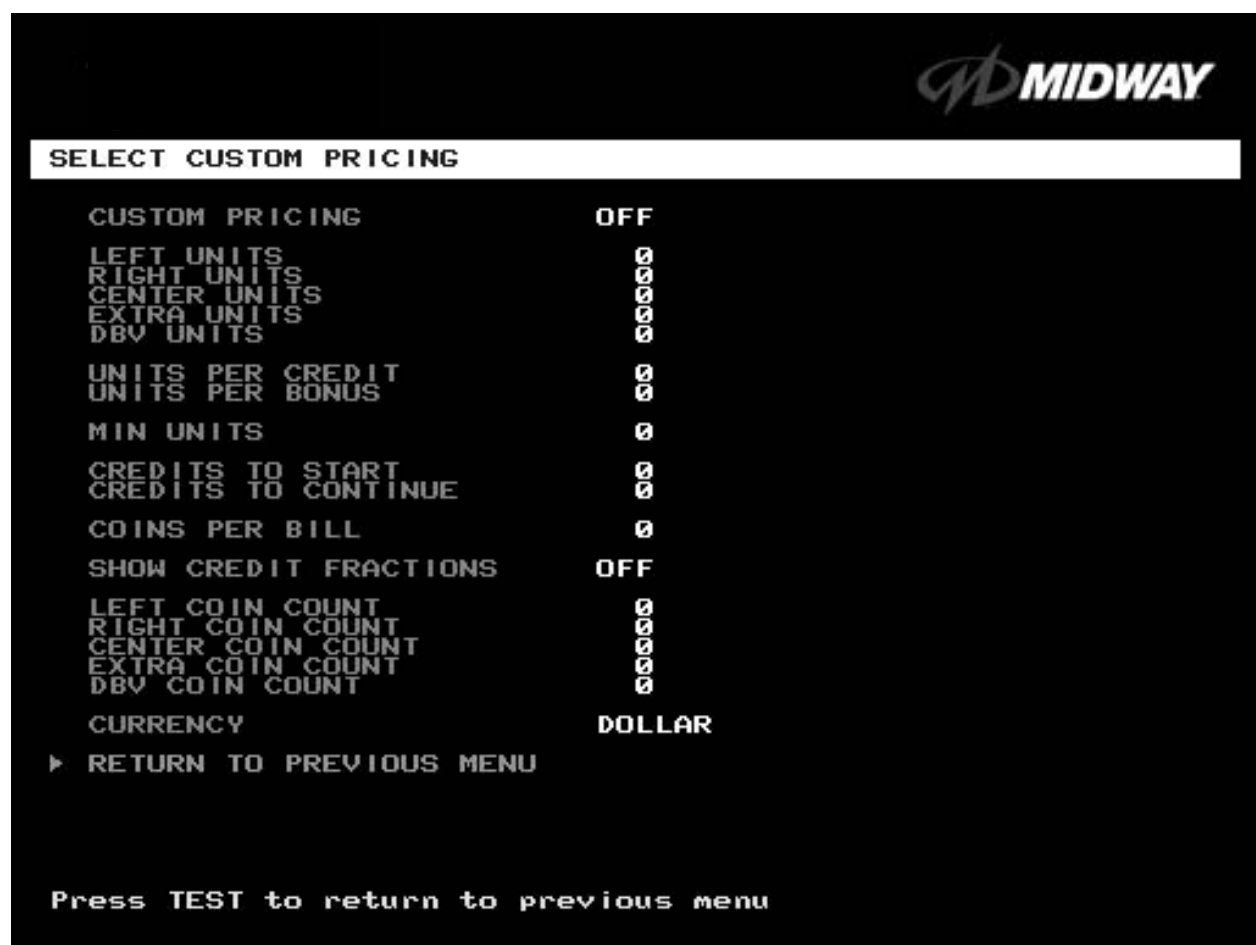 MIDWAY
SELECT CUSTOM PRICING
CUSTOM PRICING OFF
LEFT UNITS 0
RIGHT UNITS 0
CENTER UNITS 0
EXTRA UNITS 0
DBV UNITS 0
UNITS PER CREDIT 0
UNITS PER BONUS 0
MIN UNITS 0
CREDITS TO START 0
CREDITS TO CONTINUE 0
COINS PER BILL 0
SHOW CREDIT FRACTIONS OFF
LEFT COIN COUNT 0
RIGHT COIN COUNT 0
CENTER COIN COUNT 0
EXTRA COIN COUNT 0
DBV COIN COUNT 0
CURRENCY DOLLAR
RETURN TO PREVIOUS MENU
Press TEST to return to previous menu